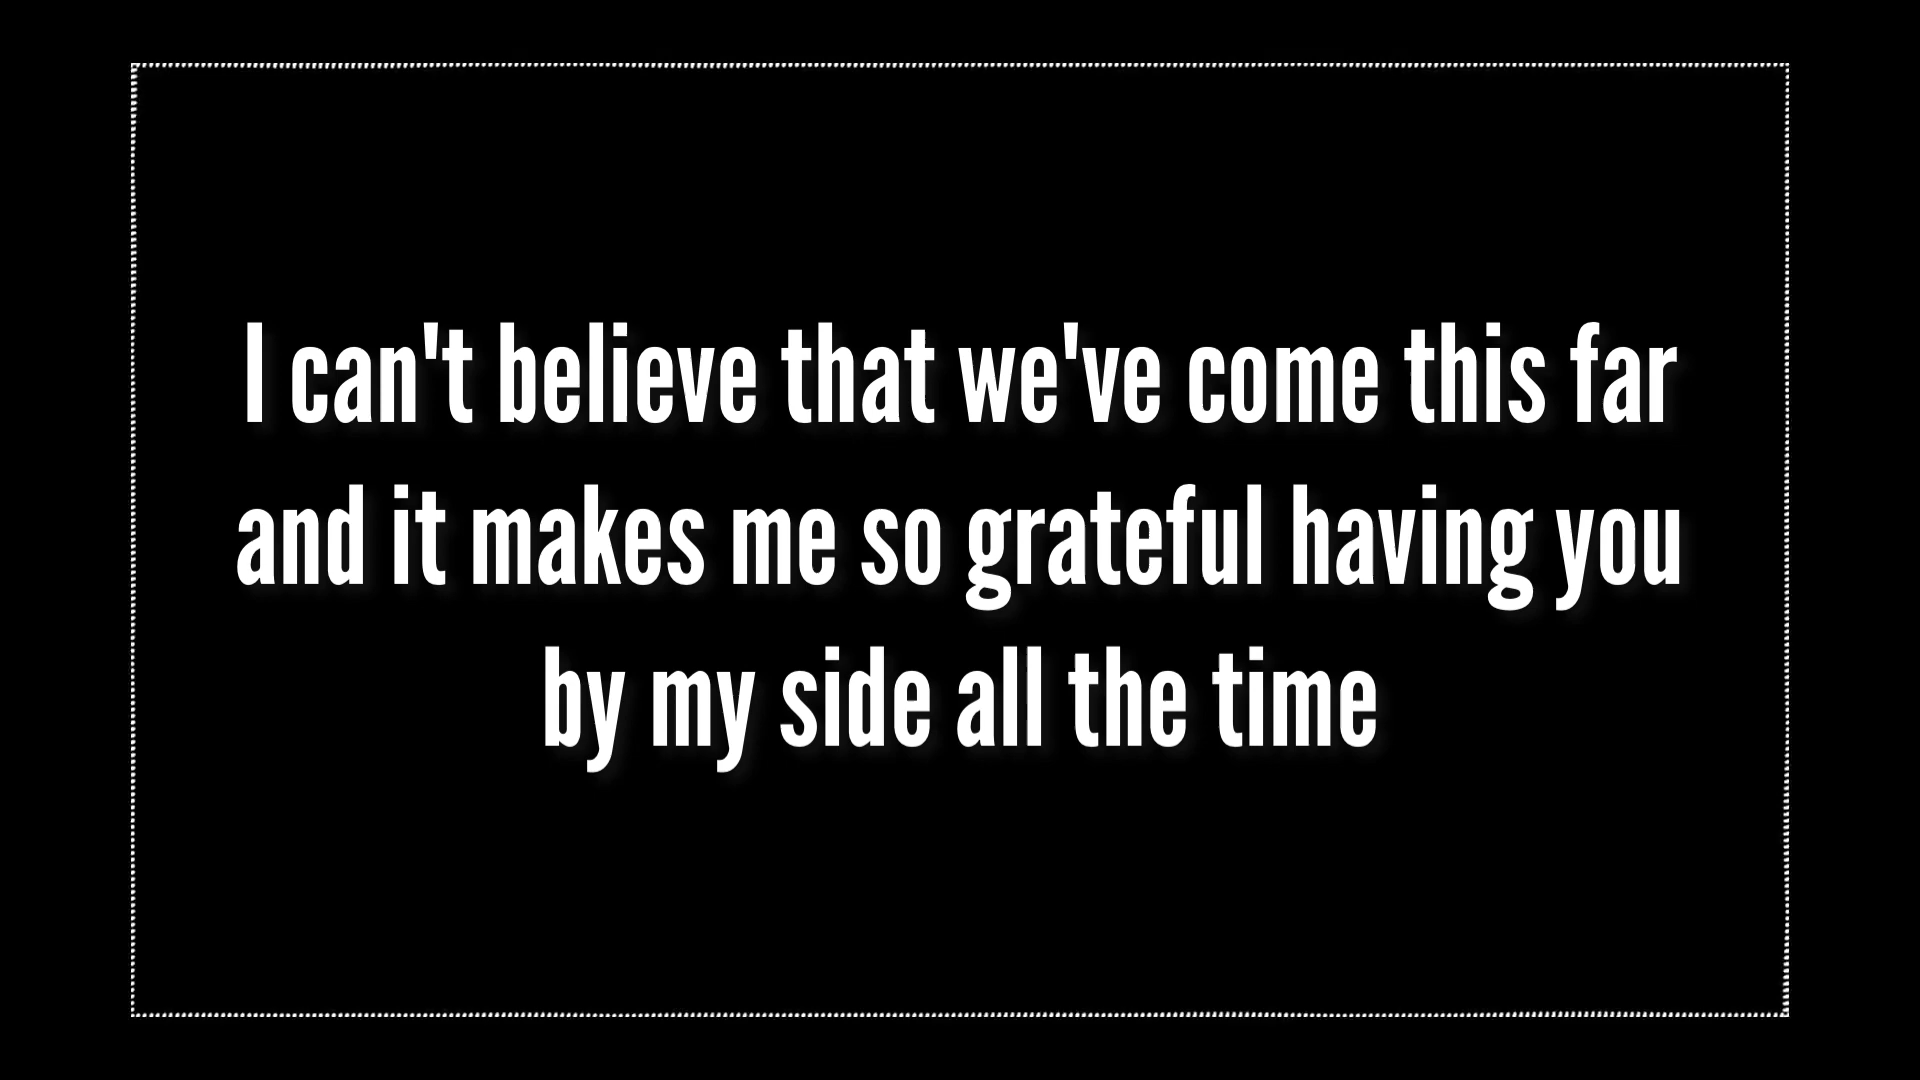 I can't believe that we've come this far
and it makes me so grateful having you
by my side all the time